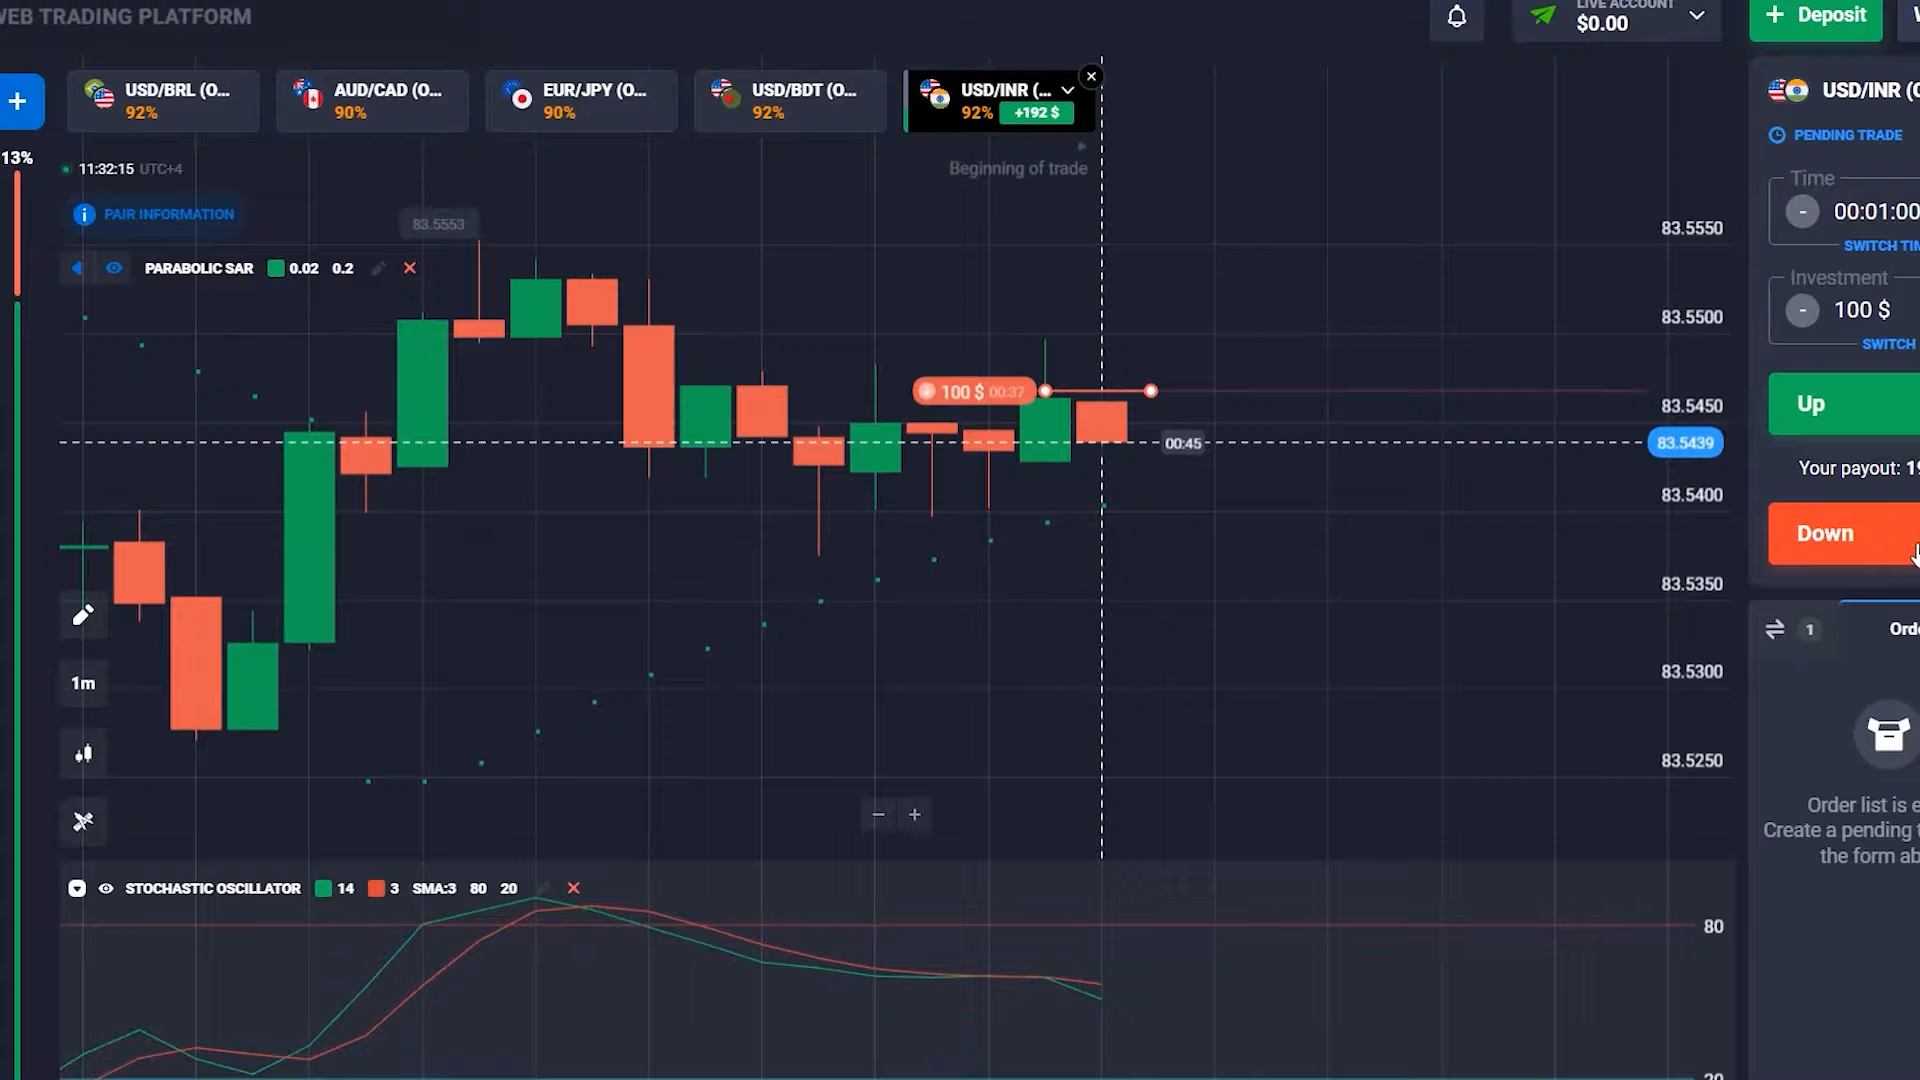 WEB TRADING PLATFORM
LIVE ACCOUNT
$0.00
+ Deposit
USD/BRL (O...
92%
AUD/CAD (O...
90%
EUR/JPY (O...
90%
USD/BDT (O...
92%
USD/INR (...
92% +192 $
USD/INR (O
PENDING TRADE
13%
11:32:15 UTC+4
Beginning of trade
PAIR INFORMATION
83.5553
PARABOLIC SAR 0.02 0.2
Time
00:01:00
SWITCH TIM
Investment
100 $
SWITCH
Up
Your payout: 19
Down
100 $ 00:37
00:45
83.5550
83.5500
83.5450
83.5439
83.5400
83.5350
83.5300
83.5250
1m
1
Orde
Order list is e
Create a pending t
the form ab
STOCHASTIC OSCILLATOR 14 3 SMA:3 80 20
80
20